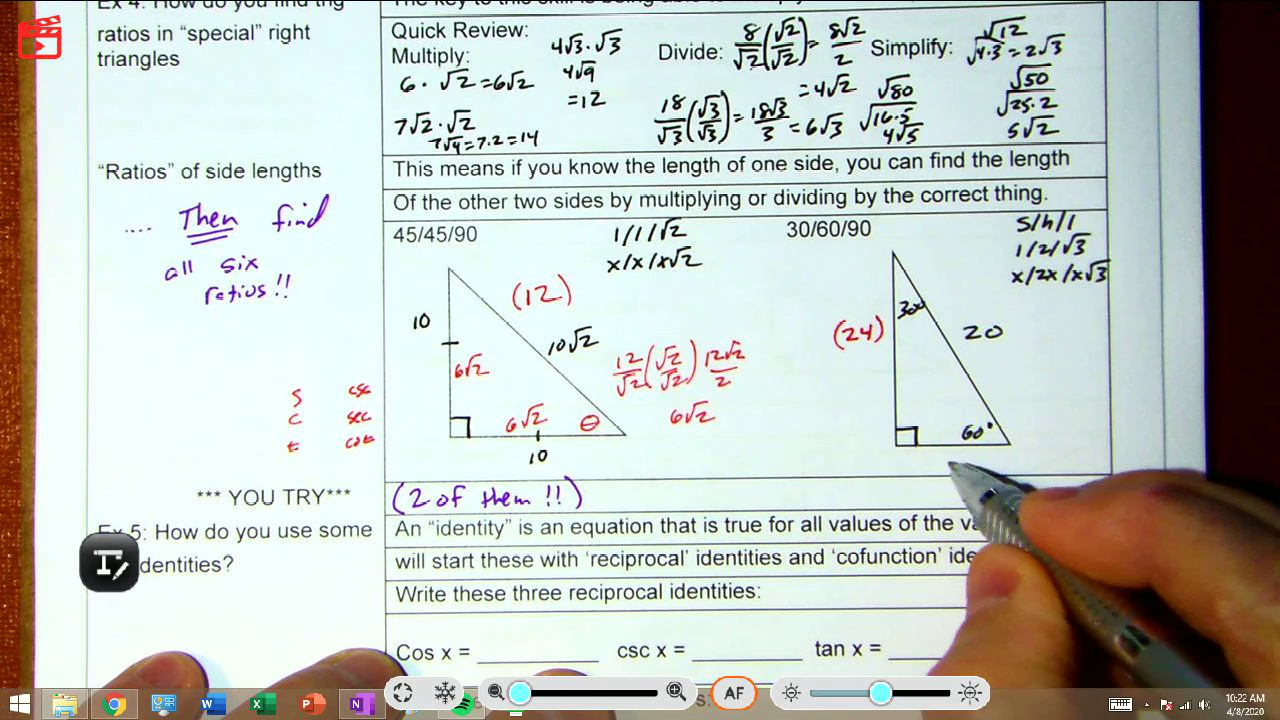 ratios in “special” right
triangles
Quick Review:
Multiply:
6 · √2 = 6√2
7√2 · √2
7√4 = 7·2 = 14
4√3 · √3
4√9
= 12
Divide: 8/√2 (√2/√2) = 8√2/2
= 4√2
18/√3 (√3/√3) = 18√3/3 = 6√3
Simplify: √12
√4·3 = 2√3
√80
√16·5
4√5
√50
√25·2
5√2
“Ratios” of side lengths
.... Then find
all six
ratios!!
This means if you know the length of one side, you can find the length
Of the other two sides by multiplying or dividing by the correct thing.
45/45/90
1/1/√2
x/x/x√2
10
(12)
10√2
6√2
6√2
θ
10
12/√2 (√2/√2) 12√2/2
6√2
30/60/90
S/h/l
1/2/√3
x/2x/x√3
30°
(24)
20
60°
S csc
C sec
t cot
*** YOU TRY***
(2 of them !!)
5: How do you use some
dentities?
An “identity” is an equation that is true for all values of the va
will start these with ‘reciprocal’ identities and ‘cofunction’ ide
Write these three reciprocal identities:
Cos x = ________ csc x = ________ tan x = ____
AF
10:22 AM
4/8/2020